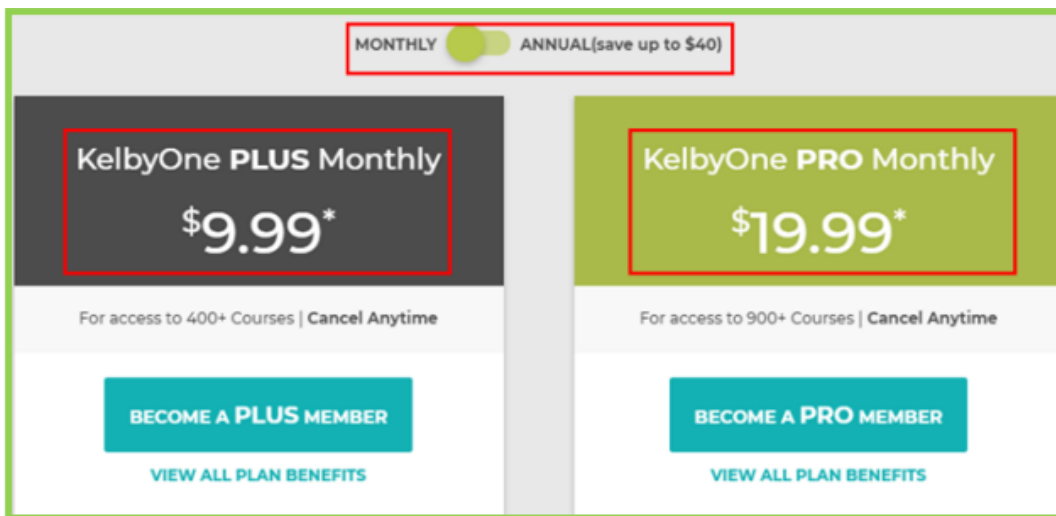 MONTHLY ANNUAL(save up to $40)
KelbyOne PLUS Monthly
$9.99*
For access to 400+ Courses | Cancel Anytime
BECOME A PLUS MEMBER
VIEW ALL PLAN BENEFITS
KelbyOne PRO Monthly
$19.99*
For access to 900+ Courses | Cancel Anytime
BECOME A PRO MEMBER
VIEW ALL PLAN BENEFITS